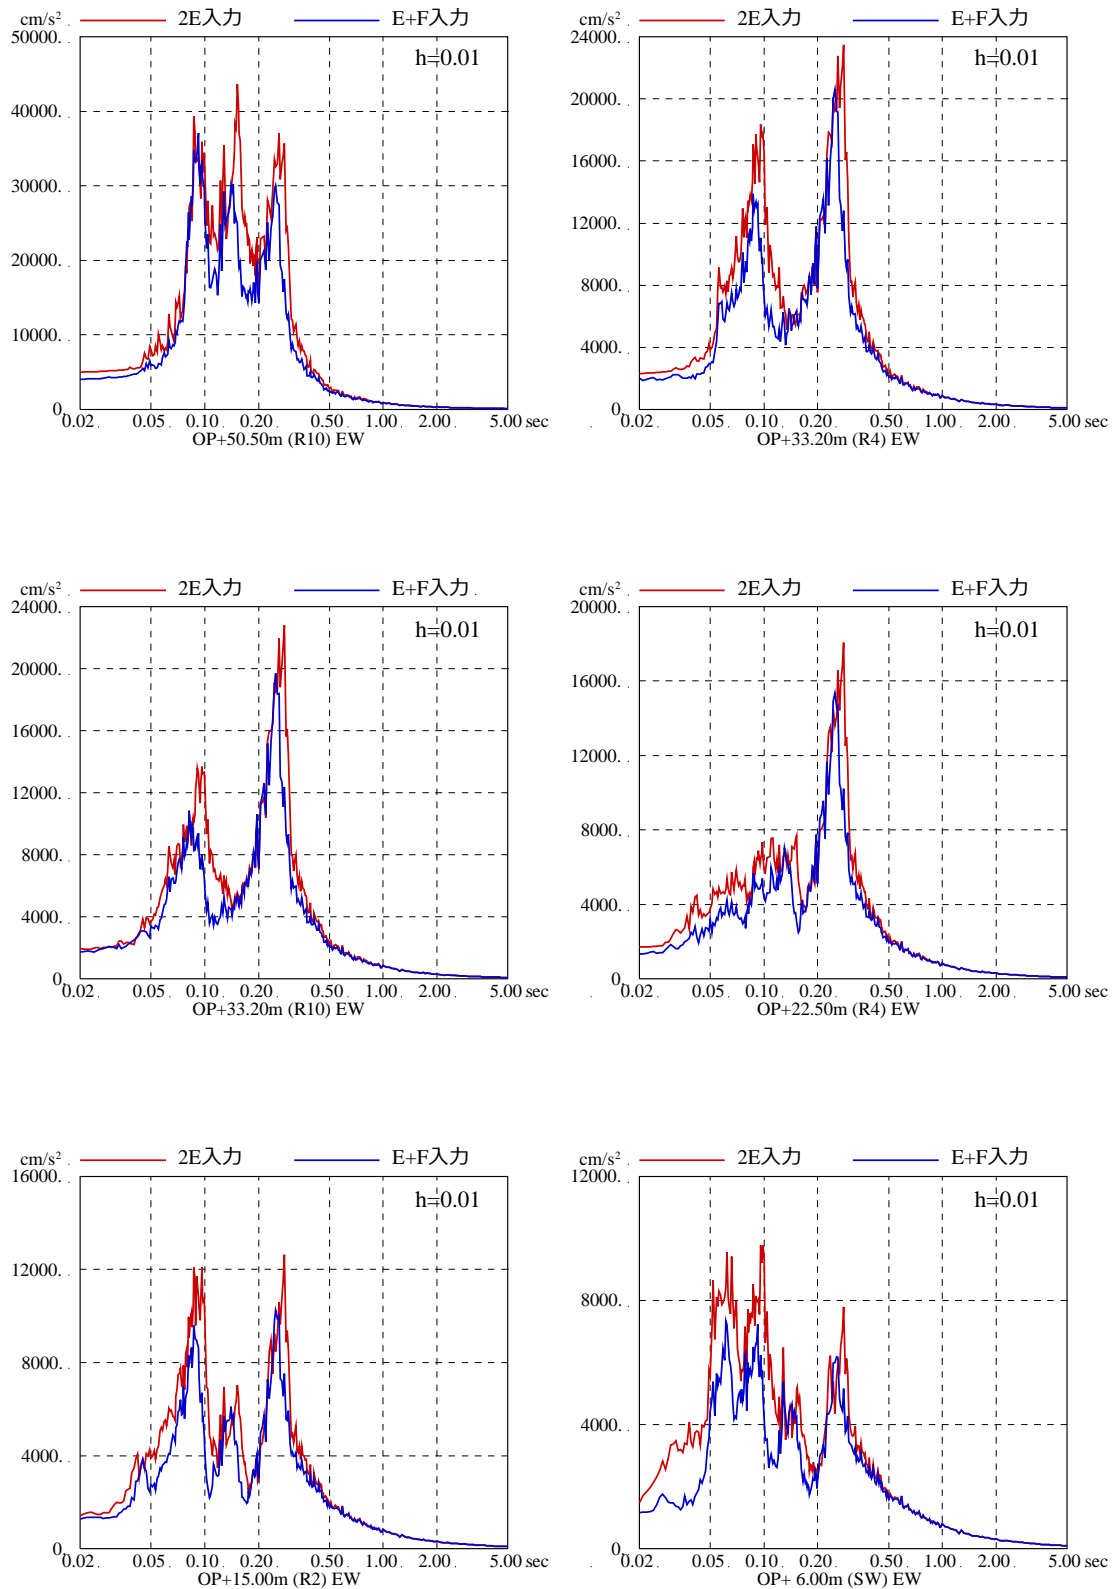 cm/s² 2E入力 E+F入力
50000.
h=0.01
40000.
30000.
20000.
10000.
0.
0.02 0.05 0.10 0.20 0.50 1.00 2.00 5.00 sec
OP+50.50m (R10) EW
cm/s² 2E入力 E+F入力
24000.
h=0.01
20000.
16000.
12000.
8000.
4000.
0.
0.02 0.05 0.10 0.20 0.50 1.00 2.00 5.00 sec
OP+33.20m (R4) EW
cm/s² 2E入力 E+F入力
24000.
h=0.01
20000.
16000.
12000.
8000.
4000.
0.
0.02 0.05 0.10 0.20 0.50 1.00 2.00 5.00 sec
OP+33.20m (R10) EW
cm/s² 2E入力 E+F入力
20000.
h=0.01
16000.
12000.
8000.
4000.
0.
0.02 0.05 0.10 0.20 0.50 1.00 2.00 5.00 sec
OP+22.50m (R4) EW
cm/s² 2E入力 E+F入力
16000.
h=0.01
12000.
8000.
4000.
0.
0.02 0.05 0.10 0.20 0.50 1.00 2.00 5.00 sec
OP+15.00m (R2) EW
cm/s² 2E入力 E+F入力
12000.
h=0.01
8000.
4000.
0.
0.02 0.05 0.10 0.20 0.50 1.00 2.00 5.00 sec
OP+ 6.00m (SW) EW